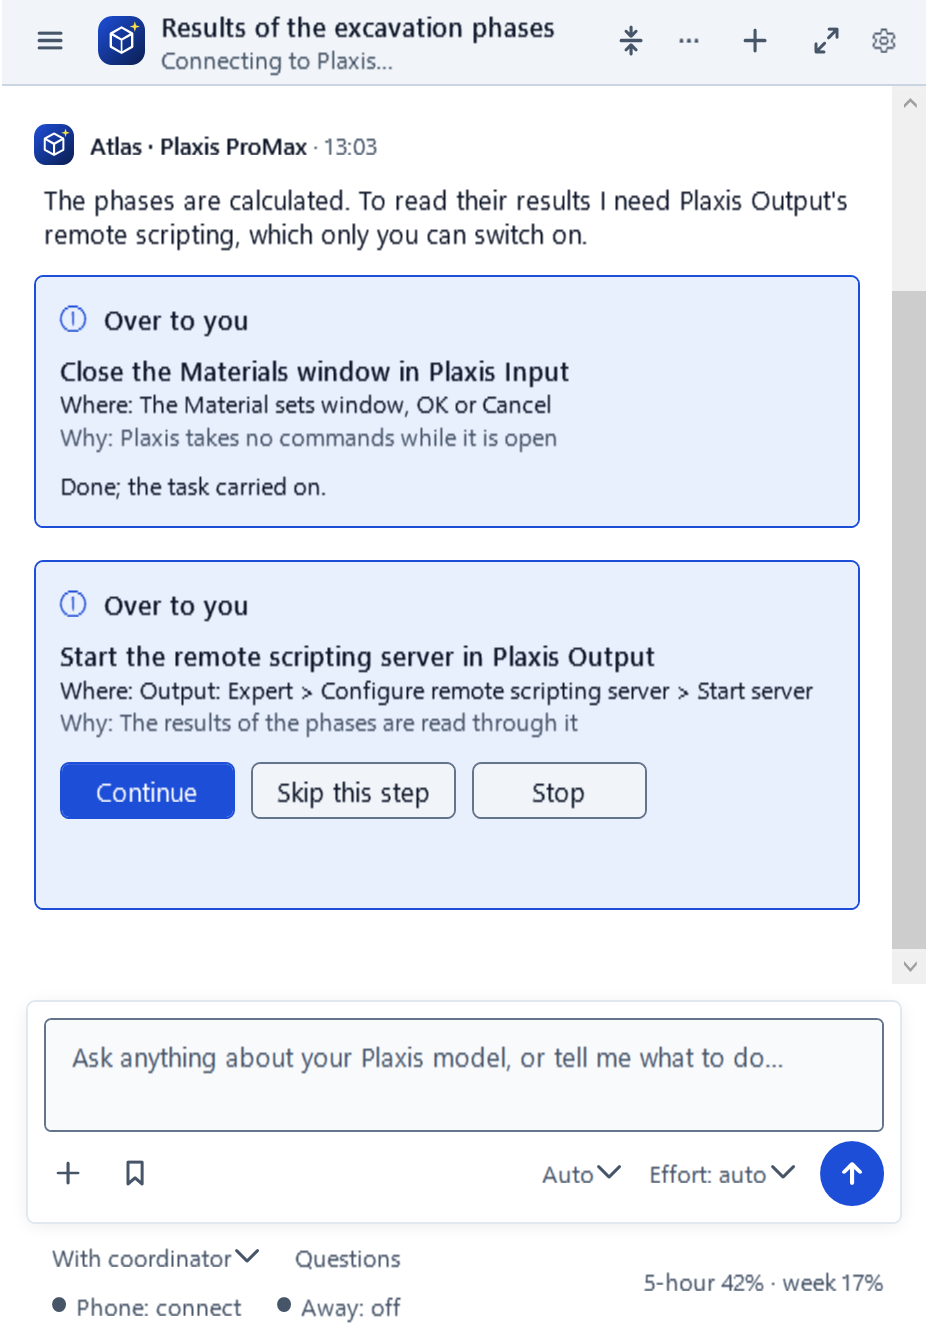 Results of the excavation phases
Connecting to Plaxis...
Atlas · Plaxis ProMax · 13:03
The phases are calculated. To read their results I need Plaxis Output's
remote scripting, which only you can switch on.
Over to you
Close the Materials window in Plaxis Input
Where: The Material sets window, OK or Cancel
Why: Plaxis takes no commands while it is open
Done; the task carried on.
Over to you
Start the remote scripting server in Plaxis Output
Where: Output: Expert > Configure remote scripting server > Start server
Why: The results of the phases are read through it
Continue
Skip this step
Stop
Ask anything about your Plaxis model, or tell me what to do...
Auto
Effort: auto
With coordinator
Questions
5-hour 42% · week 17%
Phone: connect
Away: off